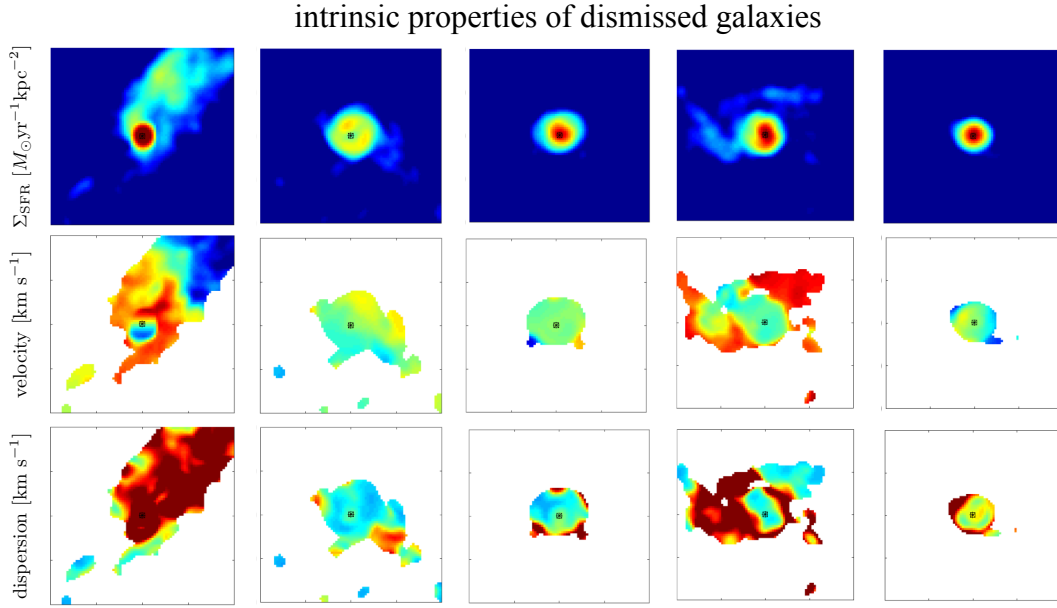 intrinsic properties of dismissed galaxies
Σ_SFR [M_⊙yr⁻¹kpc⁻²]
velocity [km s⁻¹]
dispersion [km s⁻¹]